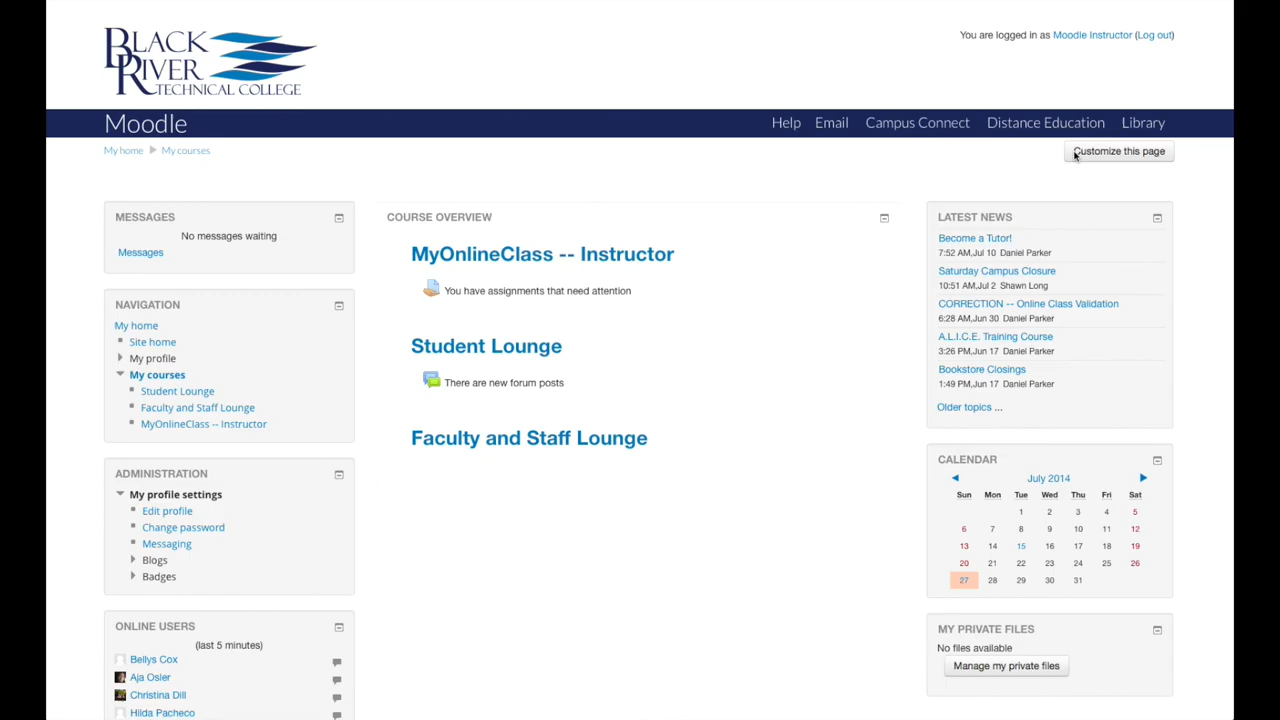 BLACK
RIVER
TECHNICAL COLLEGE
You are logged in as Moodle Instructor (Log out)
Moodle
Help Email Campus Connect Distance Education Library
My home My courses
Customize this page
MESSAGES
No messages waiting
Messages
NAVIGATION
My home
Site home
My profile
My courses
Student Lounge
Faculty and Staff Lounge
MyOnlineClass -- Instructor
ADMINISTRATION
My profile settings
Edit profile
Change password
Messaging
Blogs
Badges
ONLINE USERS
(last 5 minutes)
Bellys Cox
Aja Osler
Christina Dill
Hilda Pacheco
COURSE OVERVIEW
MyOnlineClass -- Instructor
You have assignments that need attention
Student Lounge
There are new forum posts
Faculty and Staff Lounge
LATEST NEWS
Become a Tutor!
7:52 AM,Jul 10 Daniel Parker
Saturday Campus Closure
10:51 AM,Jul 2 Shawn Long
CORRECTION -- Online Class Validation
6:28 AM,Jun 30 Daniel Parker
A.L.I.C.E. Training Course
3:26 PM,Jun 17 Daniel Parker
Bookstore Closings
1:49 PM,Jun 17 Daniel Parker
Older topics ...
CALENDAR
July 2014
Sun Mon Tue Wed Thu Fri Sat
1 2 3 4 5
6 7 8 9 10 11 12
13 14 15 16 17 18 19
20 21 22 23 24 25 26
27 28 29 30 31
MY PRIVATE FILES
No files available
Manage my private files